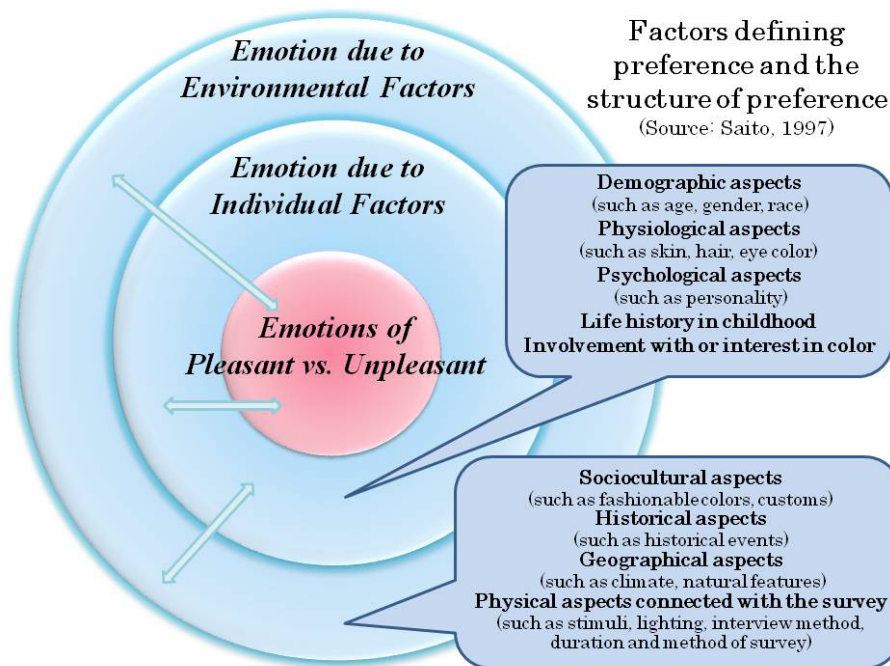 Factors defining
preference and the
structure of preference
(Source: Saito, 1997)
Emotion due to
Environmental Factors
Emotion due to
Individual Factors
Emotions of
Pleasant vs. Unpleasant
Demographic aspects
(such as age, gender, race)
Physiological aspects
(such as skin, hair, eye color)
Psychological aspects
(such as personality)
Life history in childhood
Involvement with or interest in color
Sociocultural aspects
(such as fashionable colors, customs)
Historical aspects
(such as historical events)
Geographical aspects
(such as climate, natural features)
Physical aspects connected with the survey
(such as stimuli, lighting, interview method,
duration and method of survey)